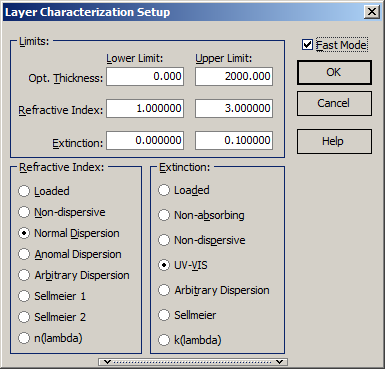 Layer Characterization Setup
Limits:
Lower Limit: Upper Limit:
Opt. Thickness: 0.000 2000.000
Refractive Index: 1.000000 3.000000
Extinction: 0.000000 0.100000
Fast Mode
OK
Cancel
Help
Refractive Index:
Loaded
Non-dispersive
Normal Dispersion
Anomal Dispersion
Arbitrary Dispersion
Sellmeier 1
Sellmeier 2
n(lambda)
Extinction:
Loaded
Non-absorbing
Non-dispersive
UV-VIS
Arbitrary Dispersion
Sellmeier
k(lambda)